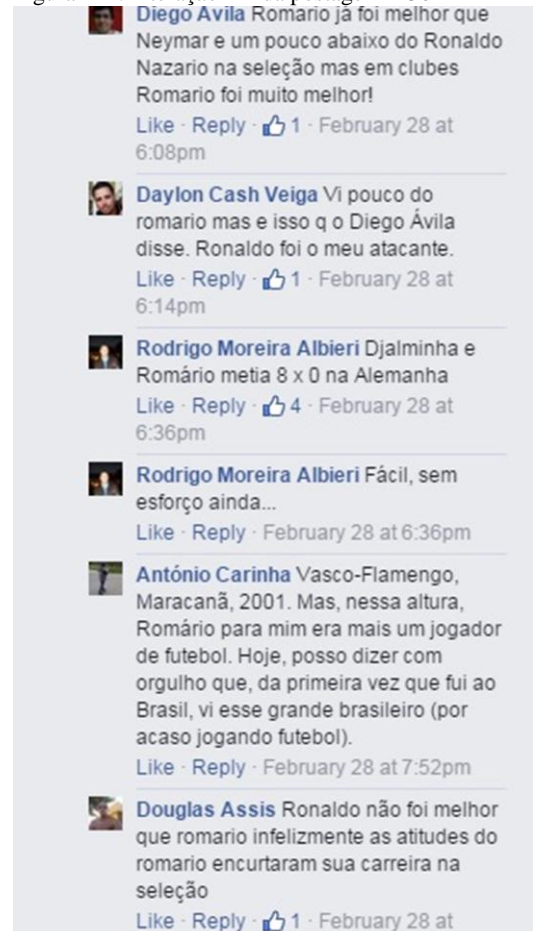 Diego Avila Romario já foi melhor que
Neymar e um pouco abaixo do Ronaldo
Nazario na seleção mas em clubes
Romario foi muito melhor!
Like · Reply · 1 · February 28 at
6:08pm
Daylon Cash Veiga Vi pouco do
romario mas e isso q o Diego Ávila
disse. Ronaldo foi o meu atacante.
Like · Reply · 1 · February 28 at
6:14pm
Rodrigo Moreira Albieri Djalminha e
Romário metia 8 x 0 na Alemanha
Like · Reply · 4 · February 28 at
6:36pm
Rodrigo Moreira Albieri Fácil, sem
esforço ainda...
Like · Reply · February 28 at 6:36pm
António Carinha Vasco-Flamengo,
Maracanã, 2001. Mas, nessa altura,
Romário para mim era mais um jogador
de futebol. Hoje, posso dizer com
orgulho que, da primeira vez que fui ao
Brasil, vi esse grande brasileiro (por
acaso jogando futebol).
Like · Reply · February 28 at 7:52pm
Douglas Assis Ronaldo não foi melhor
que romario infelizmente as atitudes do
romario encurtaram sua carreira na
seleção
Like · Reply · 1 · February 28 at